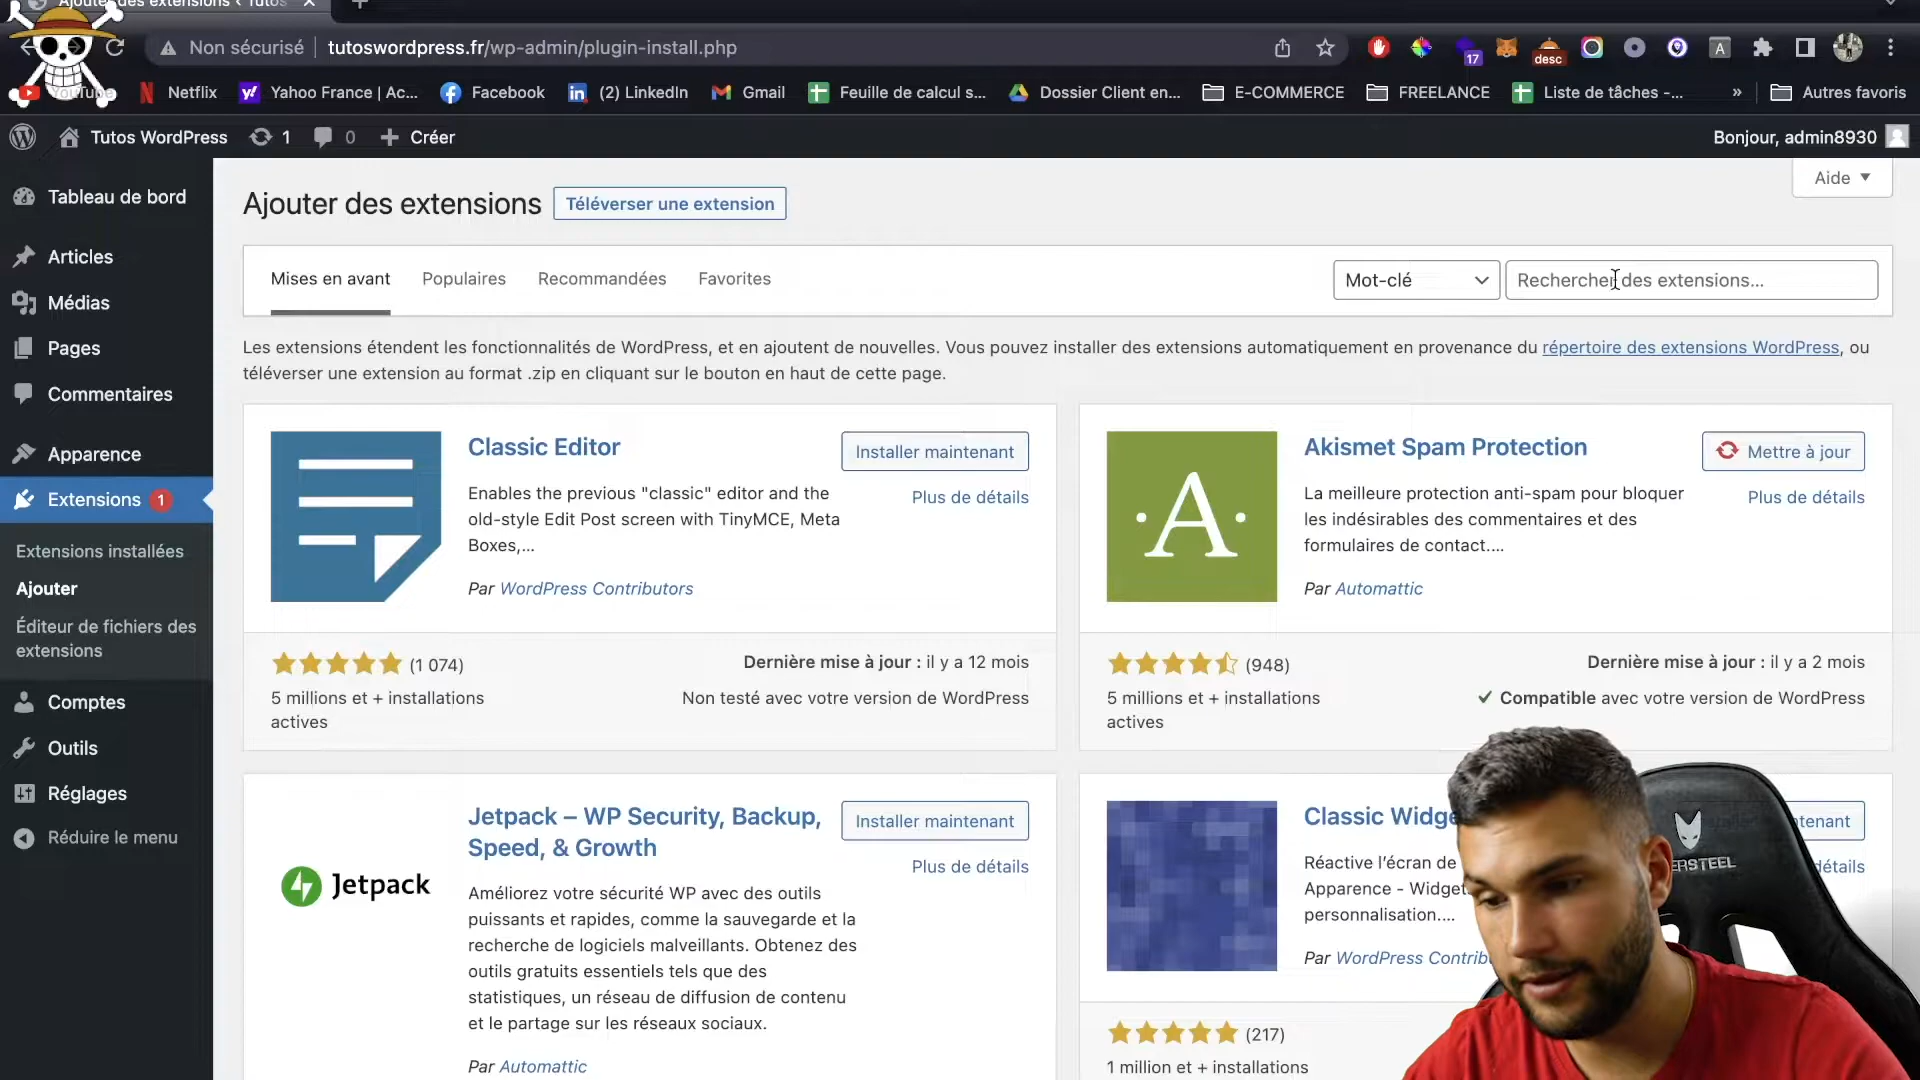 Ajouter des extensions < Tutos
Non sécurisé tutoswordpress.fr/wp-admin/plugin-install.php
17
desc
A
YouTube Netflix Yahoo France | Ac... Facebook (2) LinkedIn Gmail Feuille de calcul s... Dossier Client en... E-COMMERCE FREELANCE Liste de tâches -... » Autres favoris
Tutos WordPress 1 0 + Créer Bonjour, admin8930
Aide
Tableau de bord
Articles
Médias
Pages
Commentaires
Apparence
Extensions 1
Extensions installées
Ajouter
Éditeur de fichiers des
extensions
Comptes
Outils
Réglages
Réduire le menu
Ajouter des extensions Téléverser une extension
Mises en avant Populaires Recommandées Favorites Mot-clé Rechercher des extensions...
Les extensions étendent les fonctionnalités de WordPress, et en ajoutent de nouvelles. Vous pouvez installer des extensions automatiquement en provenance du répertoire des extensions WordPress, ou
téléverser une extension au format .zip en cliquant sur le bouton en haut de cette page.
Classic Editor
Installer maintenant
Plus de détails
Enables the previous "classic" editor and the
old-style Edit Post screen with TinyMCE, Meta
Boxes,...
Par WordPress Contributors
(1 074)
5 millions et + installations
actives
Dernière mise à jour : il y a 12 mois
Non testé avec votre version de WordPress
A
Akismet Spam Protection
Mettre à jour
Plus de détails
La meilleure protection anti-spam pour bloquer
les indésirables des commentaires et des
formulaires de contact....
Par Automattic
(948)
5 millions et + installations
actives
Dernière mise à jour : il y a 2 mois
Compatible avec votre version de WordPress
Jetpack
Jetpack – WP Security, Backup,
Speed, & Growth
Installer maintenant
Plus de détails
Améliorez votre sécurité WP avec des outils
puissants et rapides, comme la sauvegarde et la
recherche de logiciels malveillants. Obtenez des
outils gratuits essentiels tels que des
statistiques, un réseau de diffusion de contenu
et le partage sur les réseaux sociaux.
Par Automattic
Classic Widge
tenant
détails
Réactive l'écran de
Apparence - Widget
personnalisation....
Par WordPress Contrib
(217)
1 million et + installations
ERSTEEL